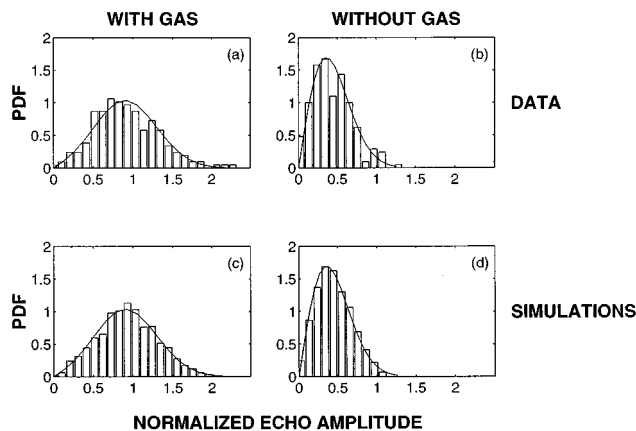 WITH GAS
WITHOUT GAS
(a)
(b)
PDF
2
1.5
1
0.5
0
0 0.5 1 1.5 2
2
1.5
1
0.5
0
0 0.5 1 1.5 2
DATA
(c)
(d)
PDF
2
1.5
1
0.5
0
0 0.5 1 1.5 2
2
1.5
1
0.5
0
0 0.5 1 1.5 2
SIMULATIONS
NORMALIZED ECHO AMPLITUDE